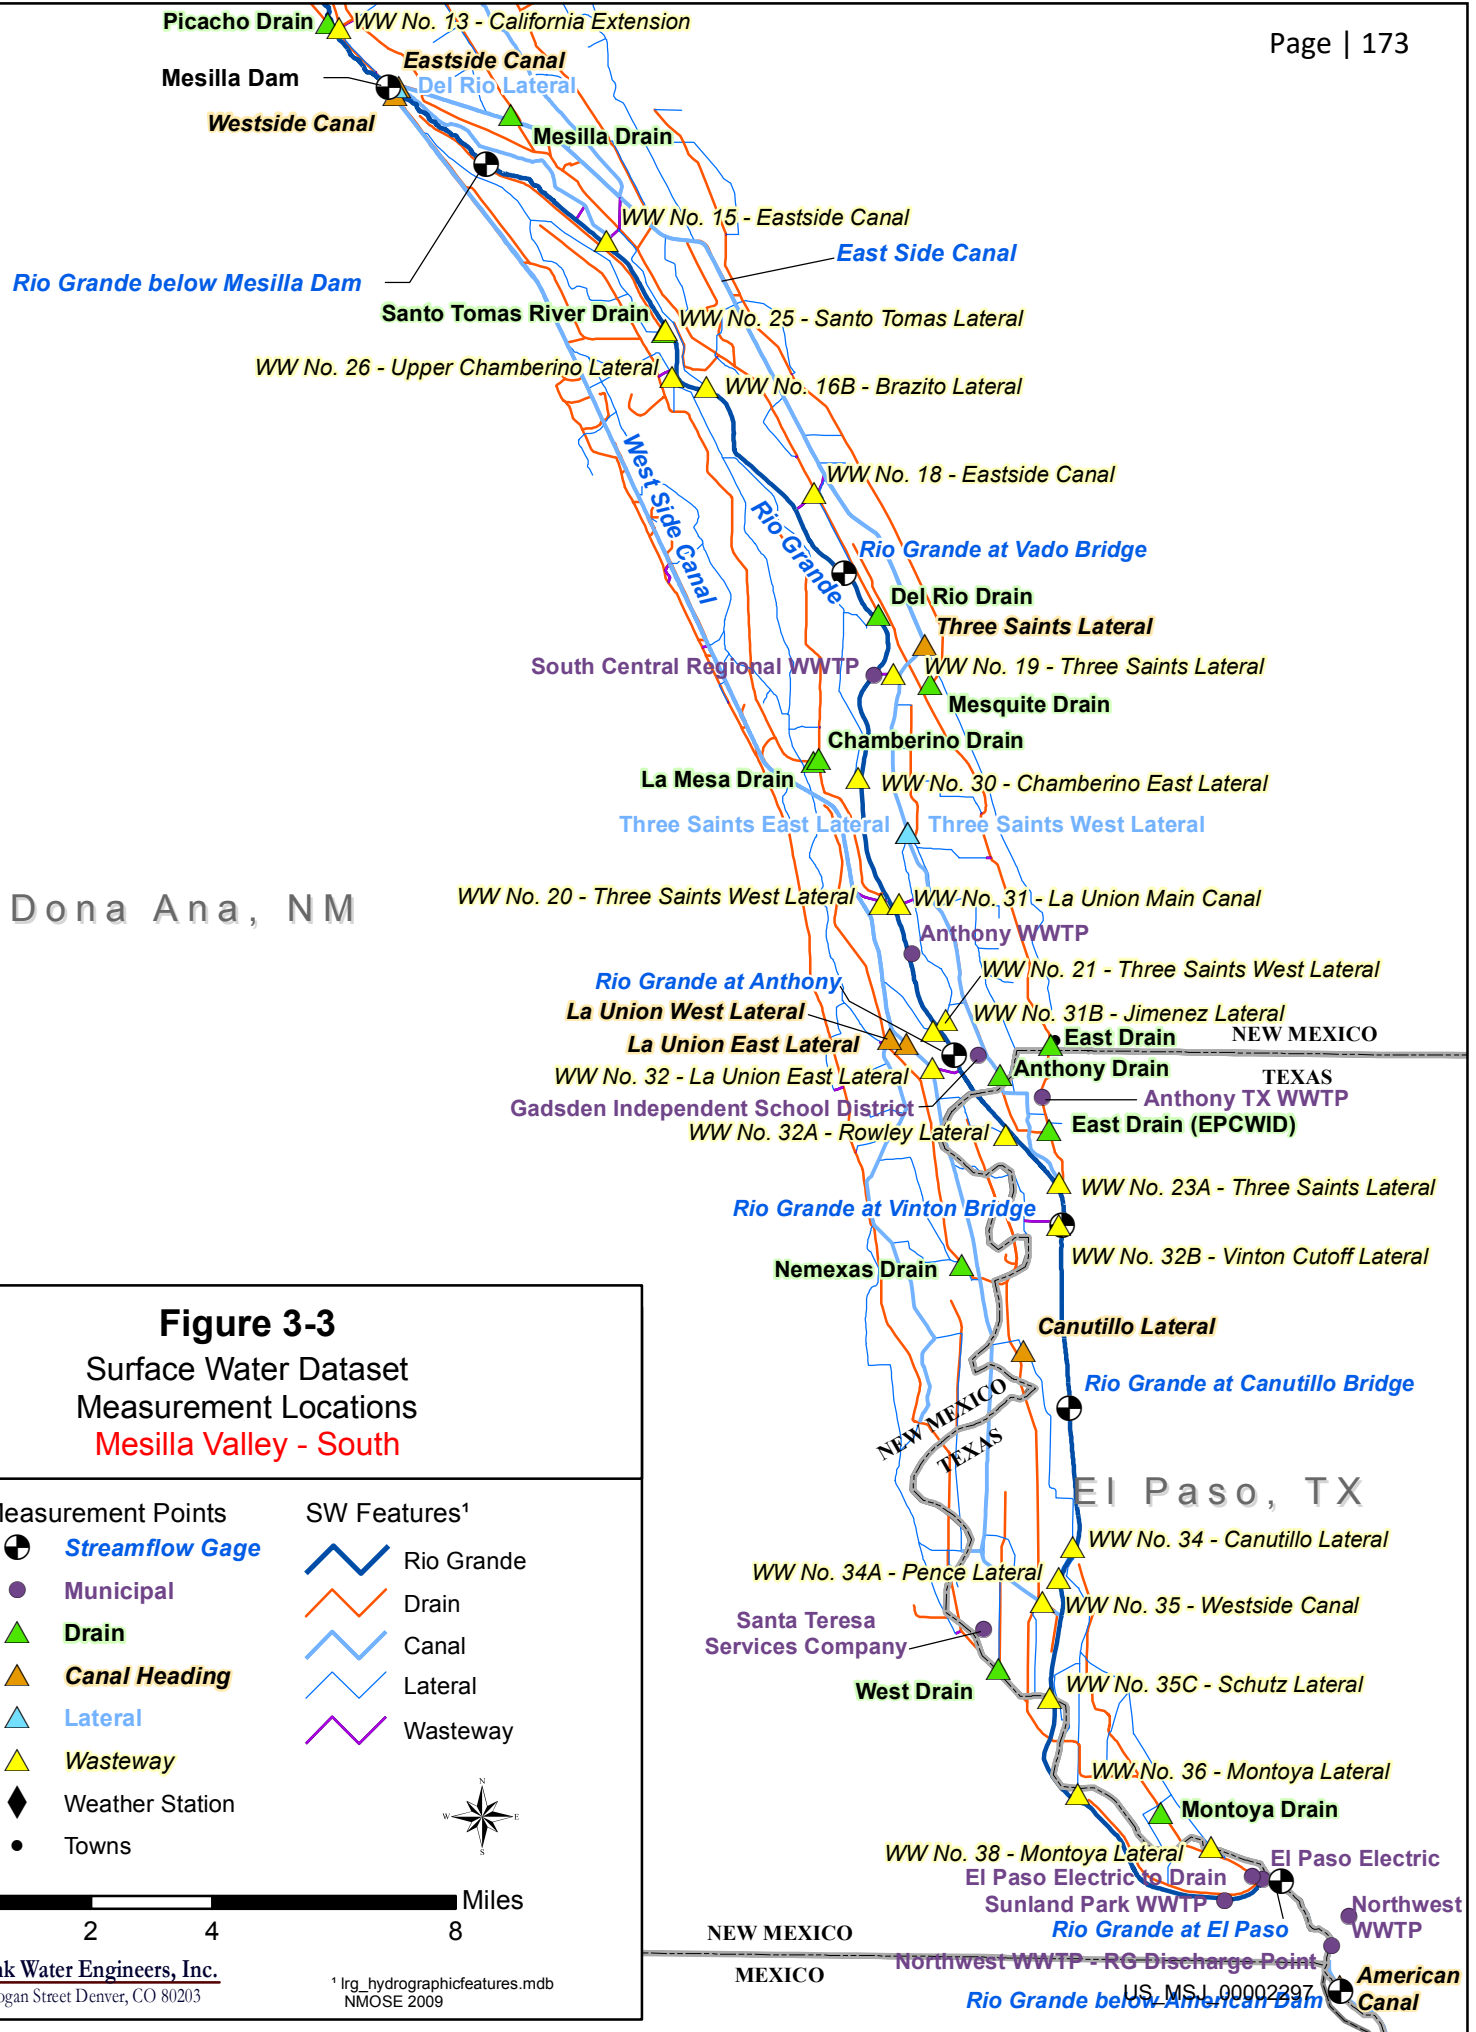 Page | 173
Picacho Drain
WW No. 13 - California Extension
Eastside Canal
Mesilla Dam
Del Rio Lateral
Westside Canal
Mesilla Drain
WW No. 15 - Eastside Canal
East Side Canal
Rio Grande below Mesilla Dam
Santo Tomas River Drain
WW No. 25 - Santo Tomas Lateral
WW No. 26 - Upper Chamberino Lateral
WW No. 16B - Brazito Lateral
West Side Canal
WW No. 18 - Eastside Canal
Rio Grande
Rio Grande at Vado Bridge
Del Rio Drain
Three Saints Lateral
South Central Regional WWTP
WW No. 19 - Three Saints Lateral
Mesquite Drain
Chamberino Drain
La Mesa Drain
WW No. 30 - Chamberino East Lateral
Three Saints East Lateral
Three Saints West Lateral
Dona Ana, NM
WW No. 20 - Three Saints West Lateral
WW No. 31 - La Union Main Canal
Anthony WWTP
WW No. 21 - Three Saints West Lateral
Rio Grande at Anthony
La Union West Lateral
WW No. 31B - Jimenez Lateral
East Drain
NEW MEXICO
La Union East Lateral
Anthony Drain
TEXAS
WW No. 32 - La Union East Lateral
Anthony TX WWTP
Gadsden Independent School District
East Drain (EPCWID)
WW No. 32A - Rowley Lateral
WW No. 23A - Three Saints Lateral
Rio Grande at Vinton Bridge
WW No. 32B - Vinton Cutoff Lateral
Nemexas Drain
Canutillo Lateral
Rio Grande at Canutillo Bridge
NEW MEXICO
TEXAS
El Paso, TX
WW No. 34 - Canutillo Lateral
WW No. 34A - Pence Lateral
WW No. 35 - Westside Canal
Santa Teresa
Services Company
West Drain
WW No. 35C - Schutz Lateral
WW No. 36 - Montoya Lateral
Montoya Drain
WW No. 38 - Montoya Lateral
El Paso Electric
El Paso Electric to Drain
Sunland Park WWTP
Northwest
WWTP
Rio Grande at El Paso
NEW MEXICO
MEXICO
Northwest WWTP - RG Discharge Point
American
Canal
Rio Grande below American Dam
US_MSJ_00002297
Figure 3-3
Surface Water Dataset
Measurement Locations
Mesilla Valley - South
Measurement Points
Streamflow Gage
Municipal
Drain
Canal Heading
Lateral
Wasteway
Weather Station
Towns
SW Features¹
Rio Grande
Drain
Canal
Lateral
Wasteway
N
W E
S
Miles
2 4 8
Water Engineers, Inc.
Street Denver, CO 80203
¹ lrg_hydrographicfeatures.mdb
NMOSE 2009